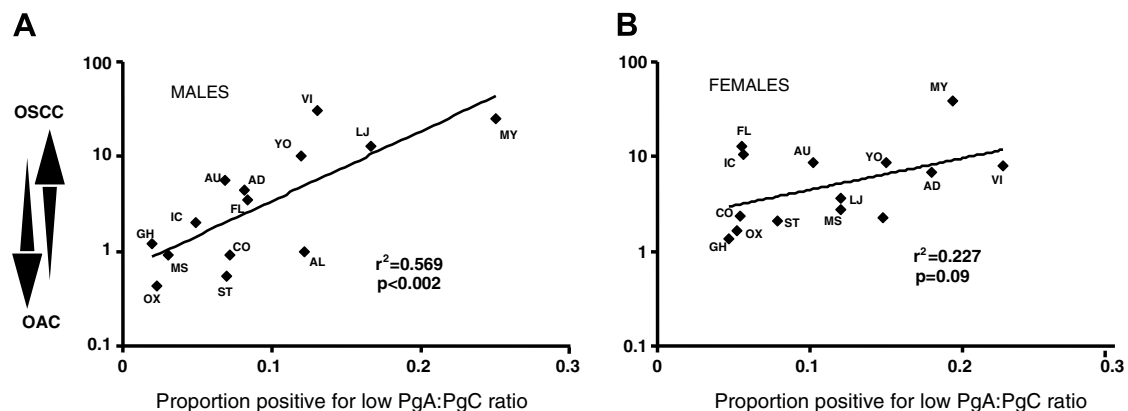 A
B
MALES
FEMALES
OSCC
OAC
100
10
1
0.1
0
0.1
0.2
0.3
VI
LJ
MY
YO
AU
AD
FL
IC
GH
MS
CO
AL
OX
ST
r²=0.569
p<0.002
Proportion positive for low PgA:PgC ratio
100
10
1
0.1
0
0.1
0.2
0.3
MY
FL
IC
AU
YO
AD
VI
LJ
MS
CO
OX
ST
GH
r²=0.227
p=0.09
Proportion positive for low PgA:PgC ratio